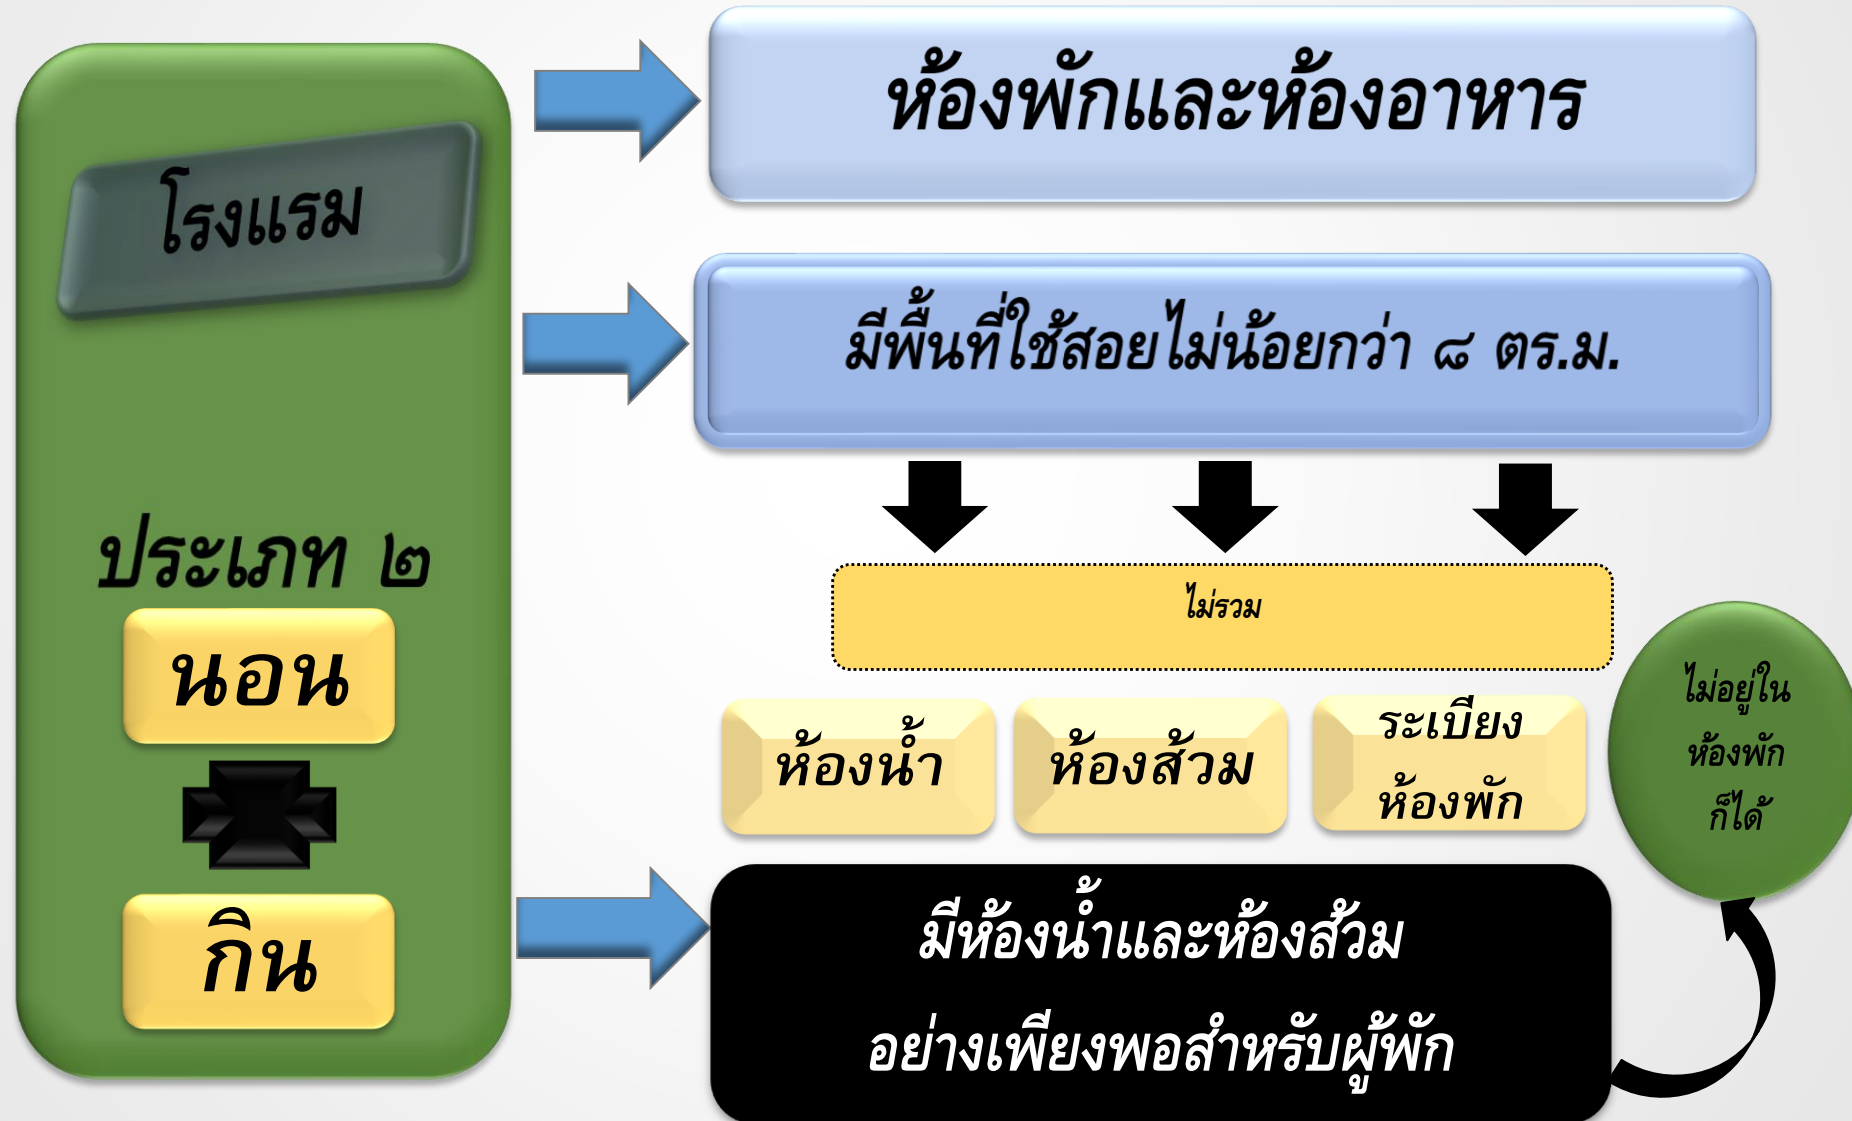 โรงแรม
ประเภท ๒
นอน
กิน
ห้องพักและห้องอาหาร
มีพื้นที่ใช้สอยไม่น้อยกว่า ๘ ตร.ม.
ไม่รวม
ห้องน้ำ
ห้องส้วม
ระเบียง
ห้องพัก
มีห้องน้ำและห้องส้วม
อย่างเพียงพอสำหรับผู้พัก
ไม่อยู่ใน
ห้องพัก
ก็ได้